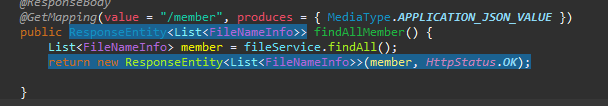 @ResponseBody
@GetMapping(value = "/member", produces = { MediaType.APPLICATION_JSON_VALUE })
public ResponseEntity<List<FileNameInfo>> findAllMember() {
List<FileNameInfo> member = fileService.findAll();
return new ResponseEntity<List<FileNameInfo>>(member, HttpStatus.OK);
}